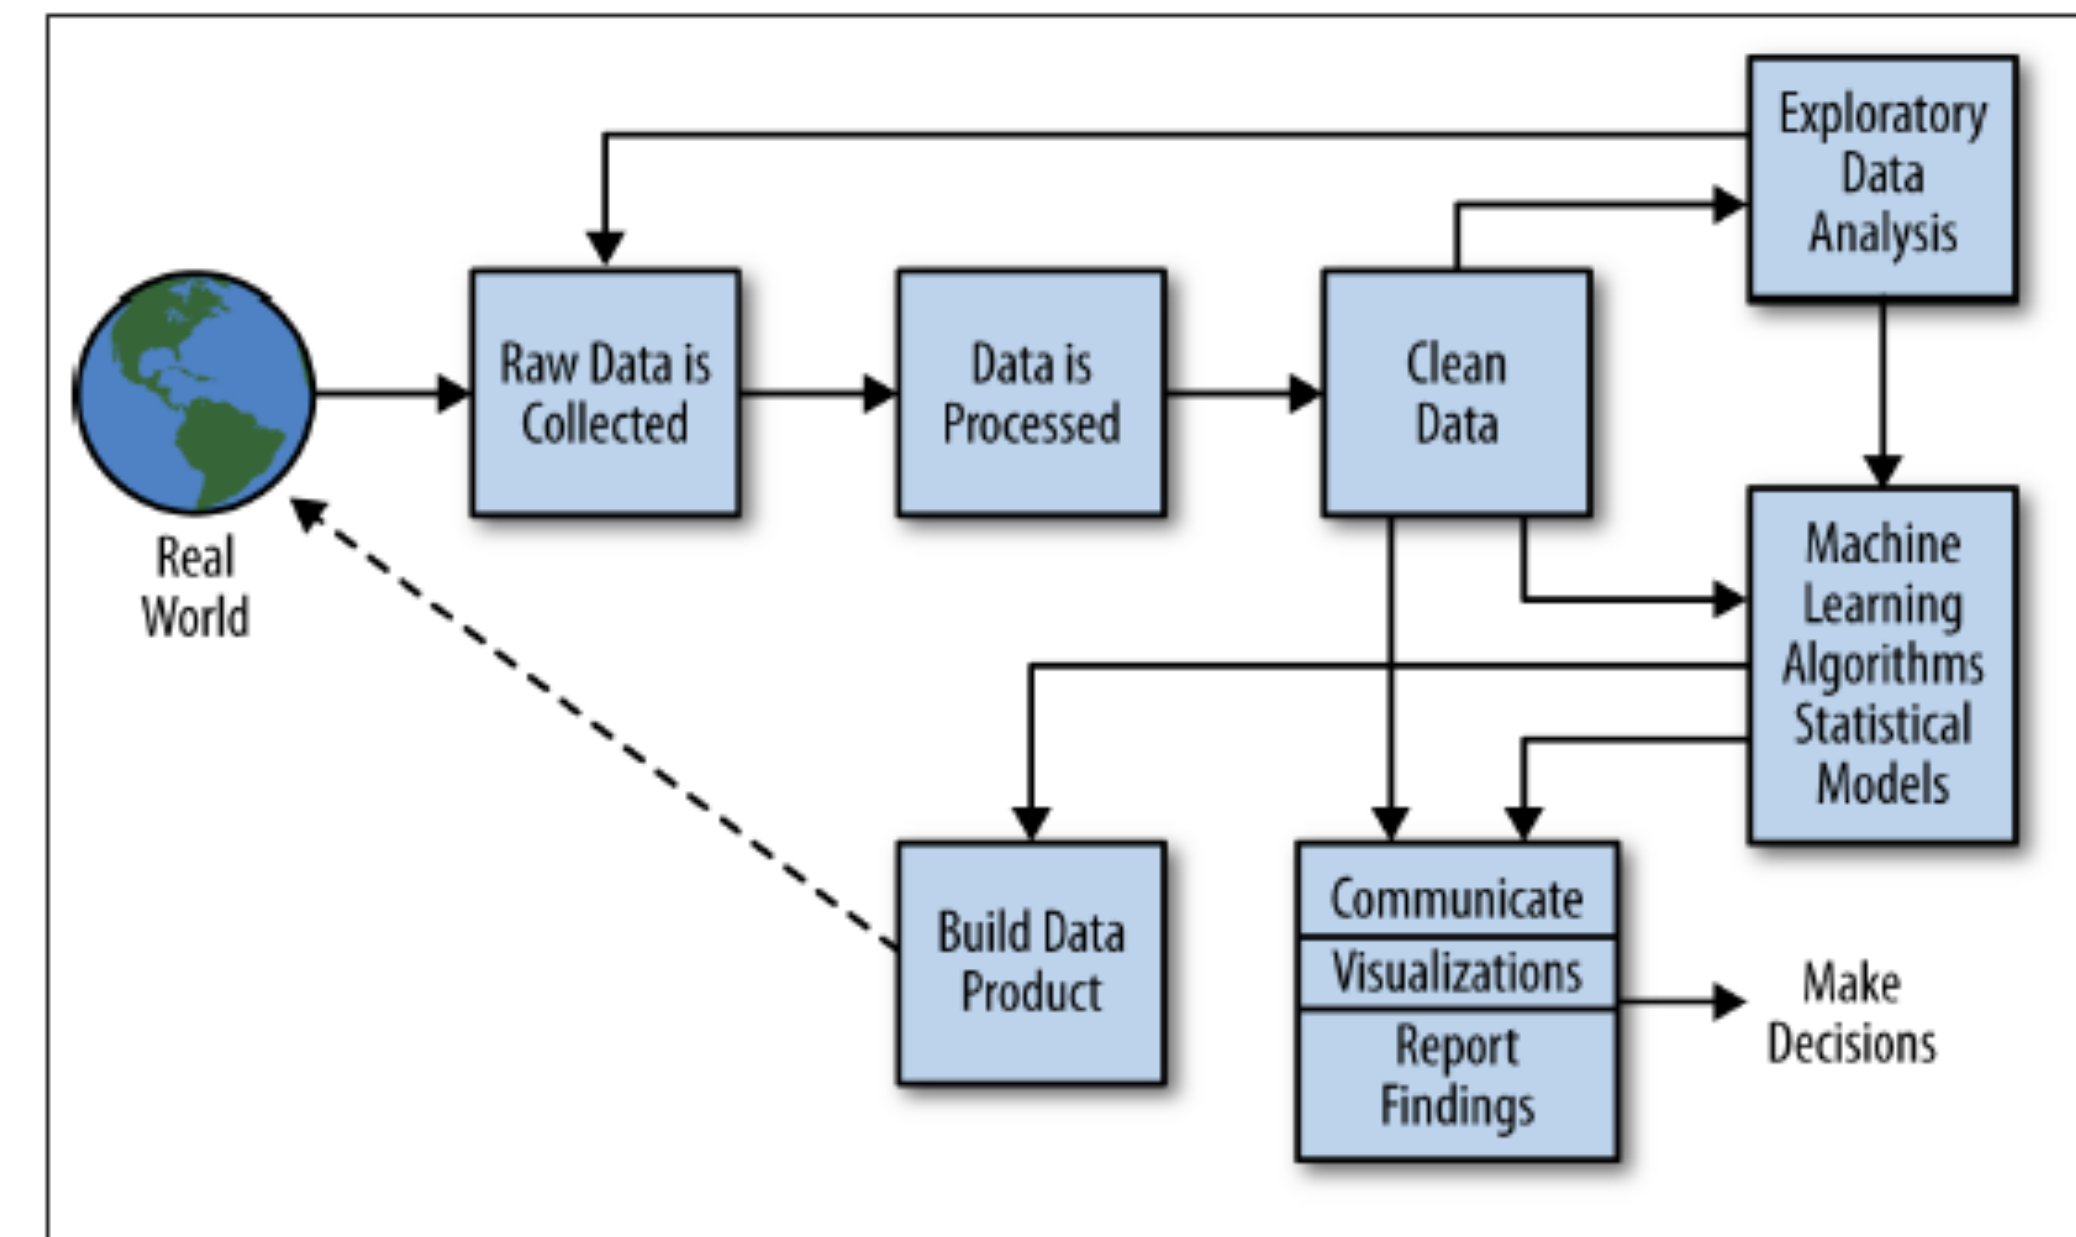 Exploratory
Data
Analysis
Raw Data is
Collected
Data is
Processed
Clean
Data
Real
World
Machine
Learning
Algorithms
Statistical
Models
Build Data
Product
Communicate
Visualizations
Report
Findings
Make
Decisions